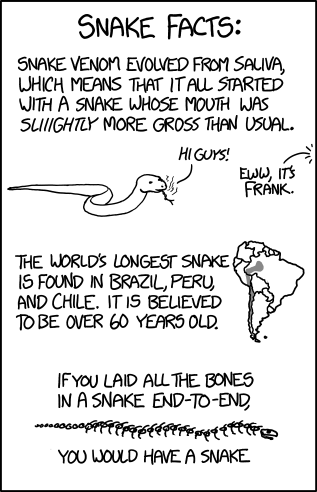 SNAKE FACTS:
SNAKE VENOM EVOLVED FROM SALIVA,
WHICH MEANS THAT IT ALL STARTED
WITH A SNAKE WHOSE MOUTH WAS
SLIIIGHTLY MORE GROSS THAN USUAL.
HI GUYS!
EWW, IT'S
FRANK.
THE WORLD'S LONGEST SNAKE
IS FOUND IN BRAZIL, PERU,
AND CHILE. IT IS BELIEVED
TO BE OVER 60 YEARS OLD.
IF YOU LAID ALL THE BONES
IN A SNAKE END-TO-END,
YOU WOULD HAVE A SNAKE